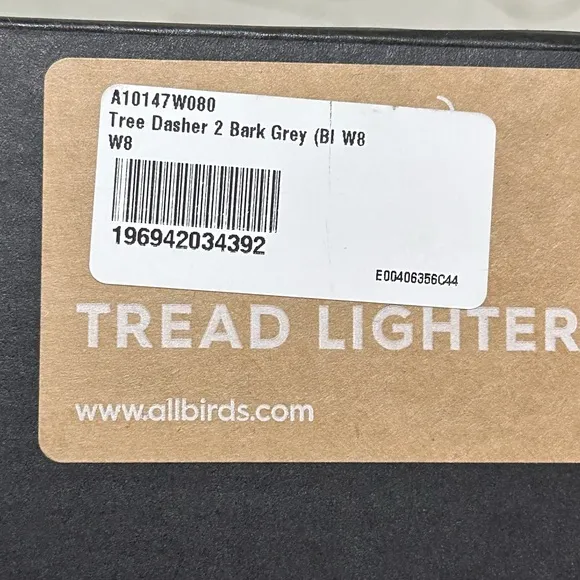 A10147W080
Tree Dasher 2 Bark Grey (Bl W8
W8
196942034392
E00406356C44
TREAD LIGHTER
www.allbirds.com